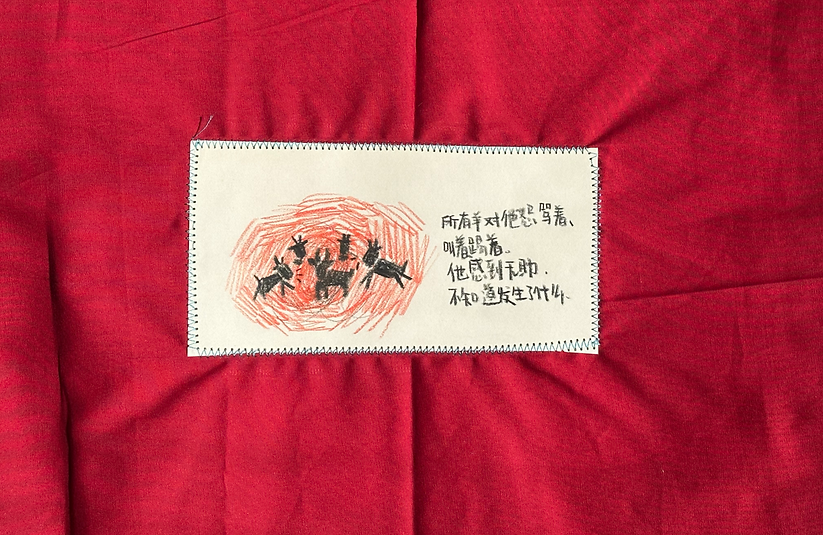 所有羊对他怒骂着、
叫着踢着、
他感到无助．
不知道发生了什么．